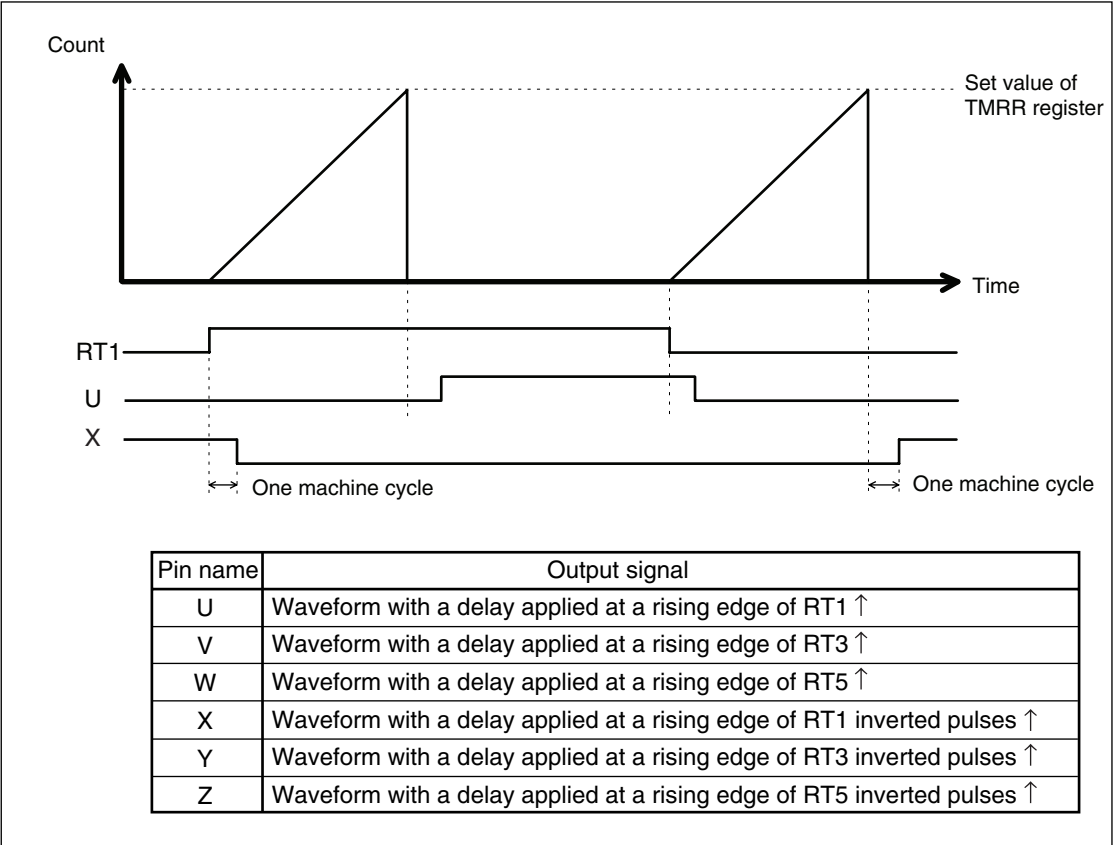 Count
Set value of
TMRR register
Time
RT1
U
X
One machine cycle
One machine cycle
Pin name Output signal
U Waveform with a delay applied at a rising edge of RT1 ↑
V Waveform with a delay applied at a rising edge of RT3 ↑
W Waveform with a delay applied at a rising edge of RT5 ↑
X Waveform with a delay applied at a rising edge of RT1 inverted pulses ↑
Y Waveform with a delay applied at a rising edge of RT3 inverted pulses ↑
Z Waveform with a delay applied at a rising edge of RT5 inverted pulses ↑